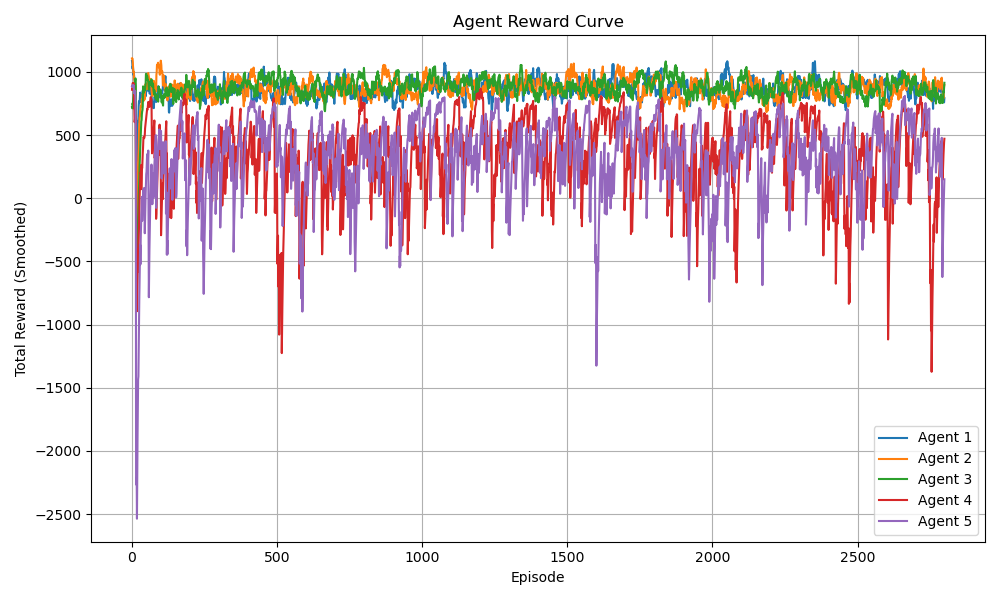 Agent Reward Curve
Total Reward (Smoothed)
1000
500
0
−500
−1000
−1500
−2000
−2500
0
500
1000
1500
2000
2500
Episode
Agent 1
Agent 2
Agent 3
Agent 4
Agent 5